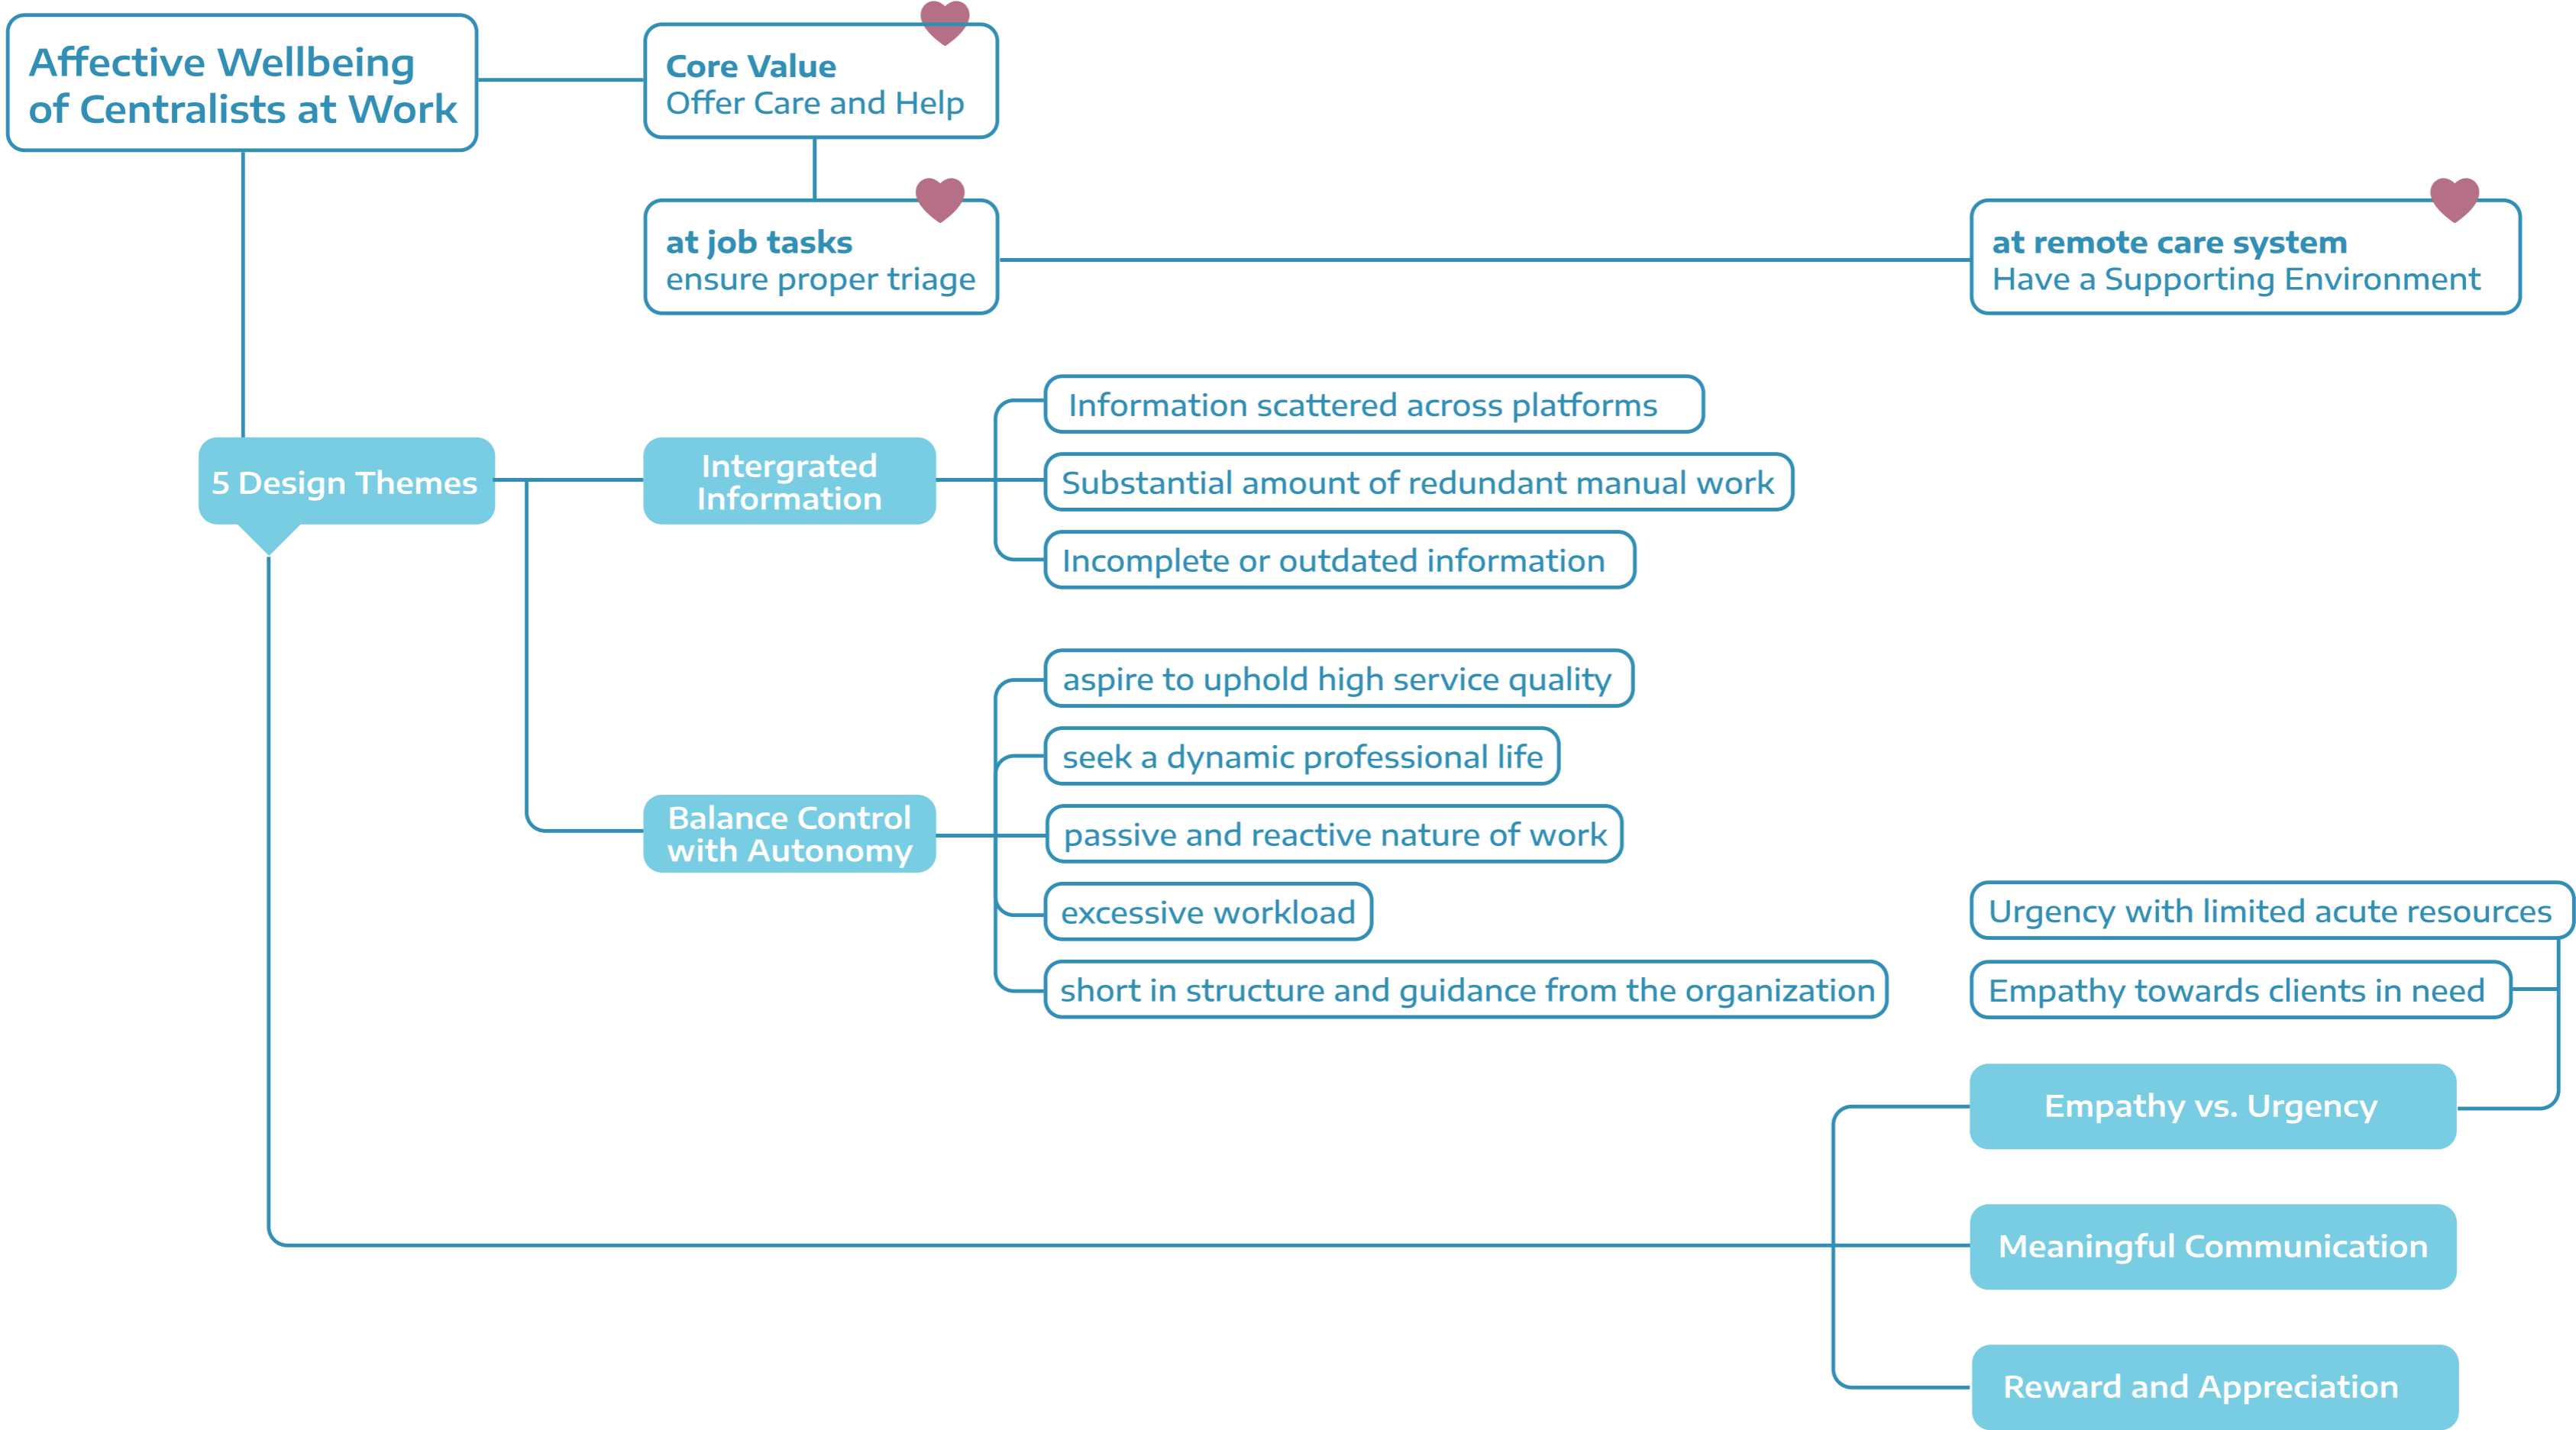 Affective Wellbeing
of Centralists at Work
Core Value
Offer Care and Help
at job tasks
ensure proper triage
at remote care system
Have a Supporting Environment
5 Design Themes
Intergrated
Information
Information scattered across platforms
Substantial amount of redundant manual work
Incomplete or outdated information
Balance Control
with Autonomy
aspire to uphold high service quality
seek a dynamic professional life
passive and reactive nature of work
excessive workload
short in structure and guidance from the organization
Urgency with limited acute resources
Empathy towards clients in need
Empathy vs. Urgency
Meaningful Communication
Reward and Appreciation